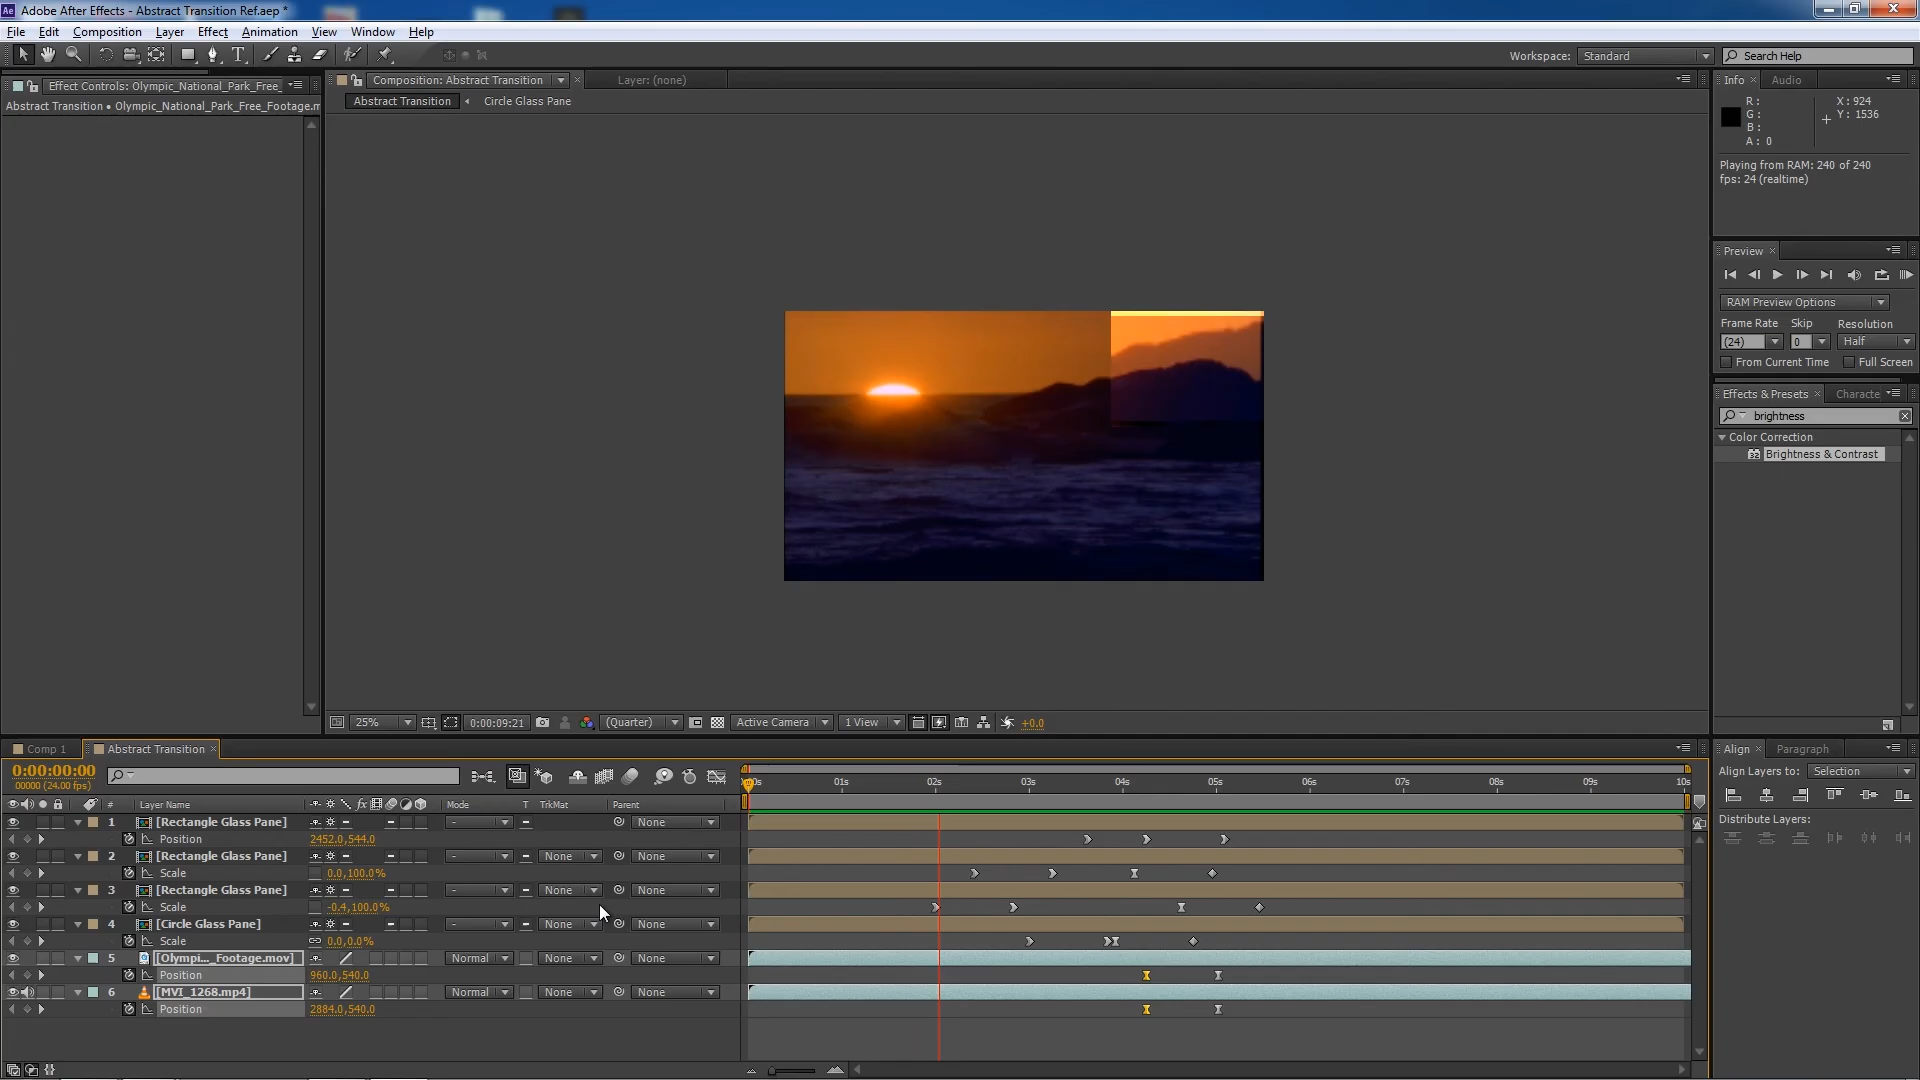 Ae Adobe After Effects - Abstract Transition Ref.aep *
File Edit Composition Layer Effect Animation View Window Help
Workspace: Standard Search Help
Effect Controls: Olympic_National_Park_Free_
Composition: Abstract Transition Layer: (none)
Info Audio
Abstract Transition • Olympic_National_Park_Free_Footage.m
Abstract Transition Circle Glass Pane
R: X: 924
G: Y: 1536
B:
A: 0
Playing from RAM: 240 of 240
fps: 24 (realtime)
Preview
RAM Preview Options
Frame Rate Skip Resolution
(24) 0 Half
From Current Time Full Screen
Effects & Presets Characte
brightness
Color Correction
32 Brightness & Contrast
25% 0:00:09:21 (Quarter) Active Camera 1 View +0.0
Comp 1 Abstract Transition
Align Paragraph
0:00:00:00
00000 (24.00 fps)
Align Layers to: Selection
Distribute Layers:
00s 01s 02s 03s 04s 05s 06s 07s 08s 09s 10s
# Layer Name fx Mode T TrkMat Parent
1 [Rectangle Glass Pane] - None
Position 2452.0,544.0
2 [Rectangle Glass Pane] - None None
Scale 0.0,100.0%
3 [Rectangle Glass Pane] - None None
Scale -0.4,100.0%
4 [Circle Glass Pane] - None None
Scale 0.0,0.0%
5 [Olympi..._Footage.mov] Normal None None
Position 960.0,540.0
6 [MVI_1268.mp4] Normal None None
Position 2884.0,540.0